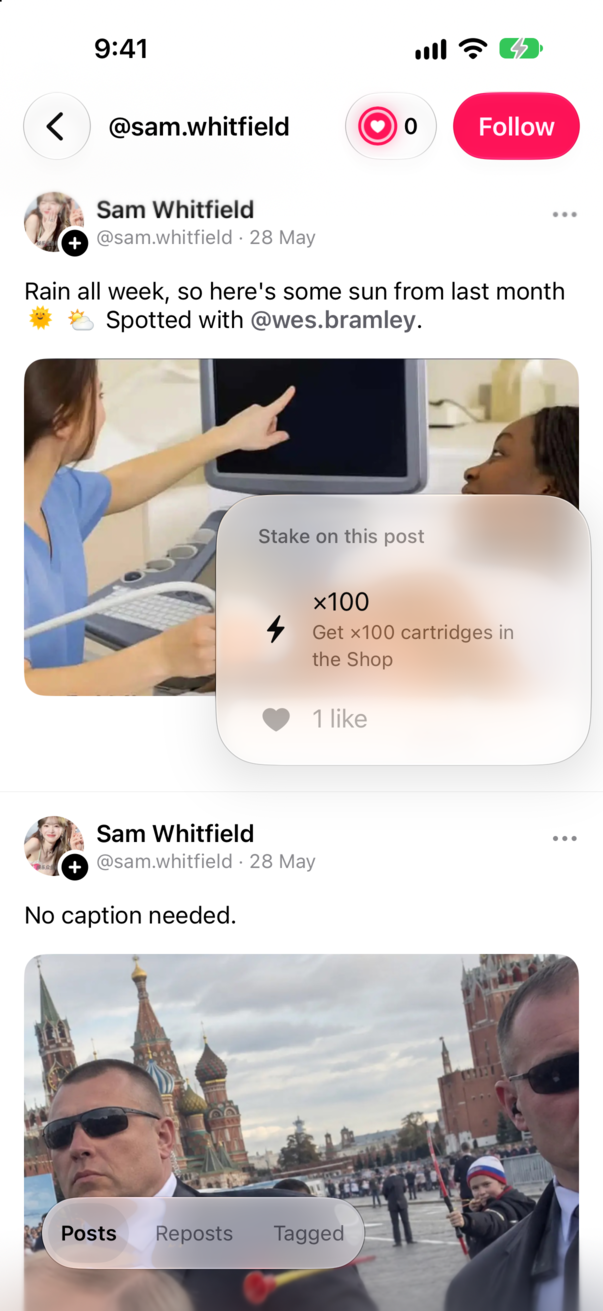 9:41
@sam.whitfield
0
Follow
Sam Whitfield
@sam.whitfield · 28 May
Rain all week, so here's some sun from last month
🌞 🌤️ Spotted with @wes.bramley.
Stake on this post
×100
Get ×100 cartridges in
the Shop
1 like
Sam Whitfield
@sam.whitfield · 28 May
No caption needed.
Posts
Reposts
Tagged